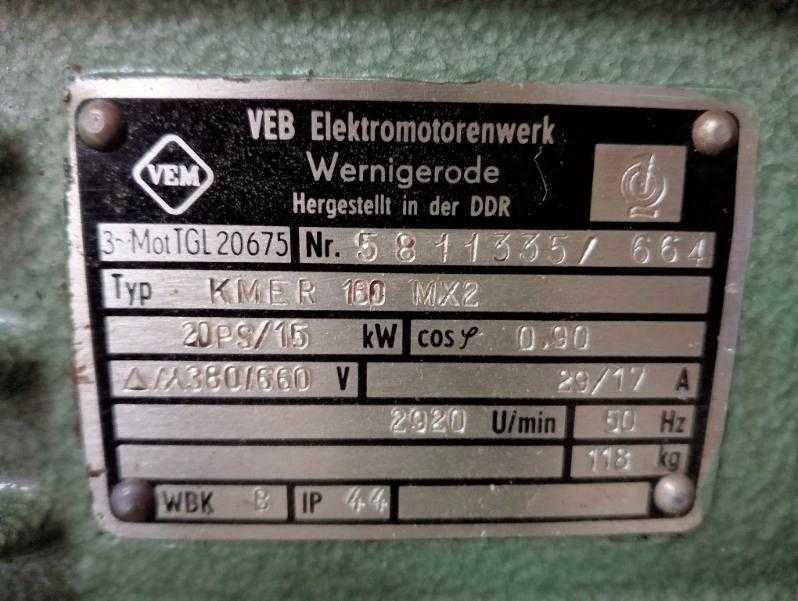 VEM
VEB Elektromotorenwerk
Wernigerode
Hergestellt in der DDR
3~Mot TGL 20675 Nr. 5811335/ 664
Typ KMER 160 MX2
20PS/15 kW cos φ 0.90
△/⅄380/660 V 29/17 A
2920 U/min 50 Hz
118 kg
WBK B IP 44